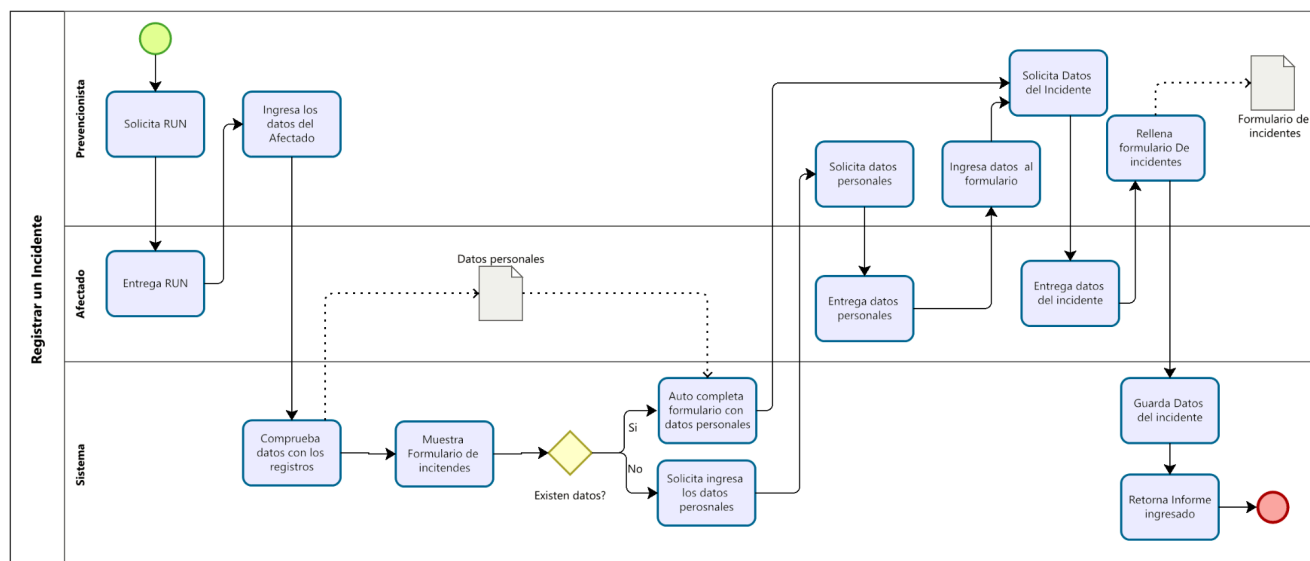 Registrar un Incidente
Prevencionista
Solicita RUN
Ingresa los
datos del
Afectado
Solicita datos
personales
Ingresa datos al
formulario
Solicita Datos
del Incidente
Rellena
formulario De
incidentes
Formulario de
incidentes
Afectado
Entrega RUN
Datos personales
Entrega datos
personales
Entrega datos
del incidente
Sistema
Comprueba
datos con los
registros
Muestra
Formulario de
incitendes
Existen datos?
Si
No
Auto completa
formulario con
datos personales
Solicita ingresa
los datos
perosnales
Guarda Datos
del incidente
Retorna Informe
ingresado